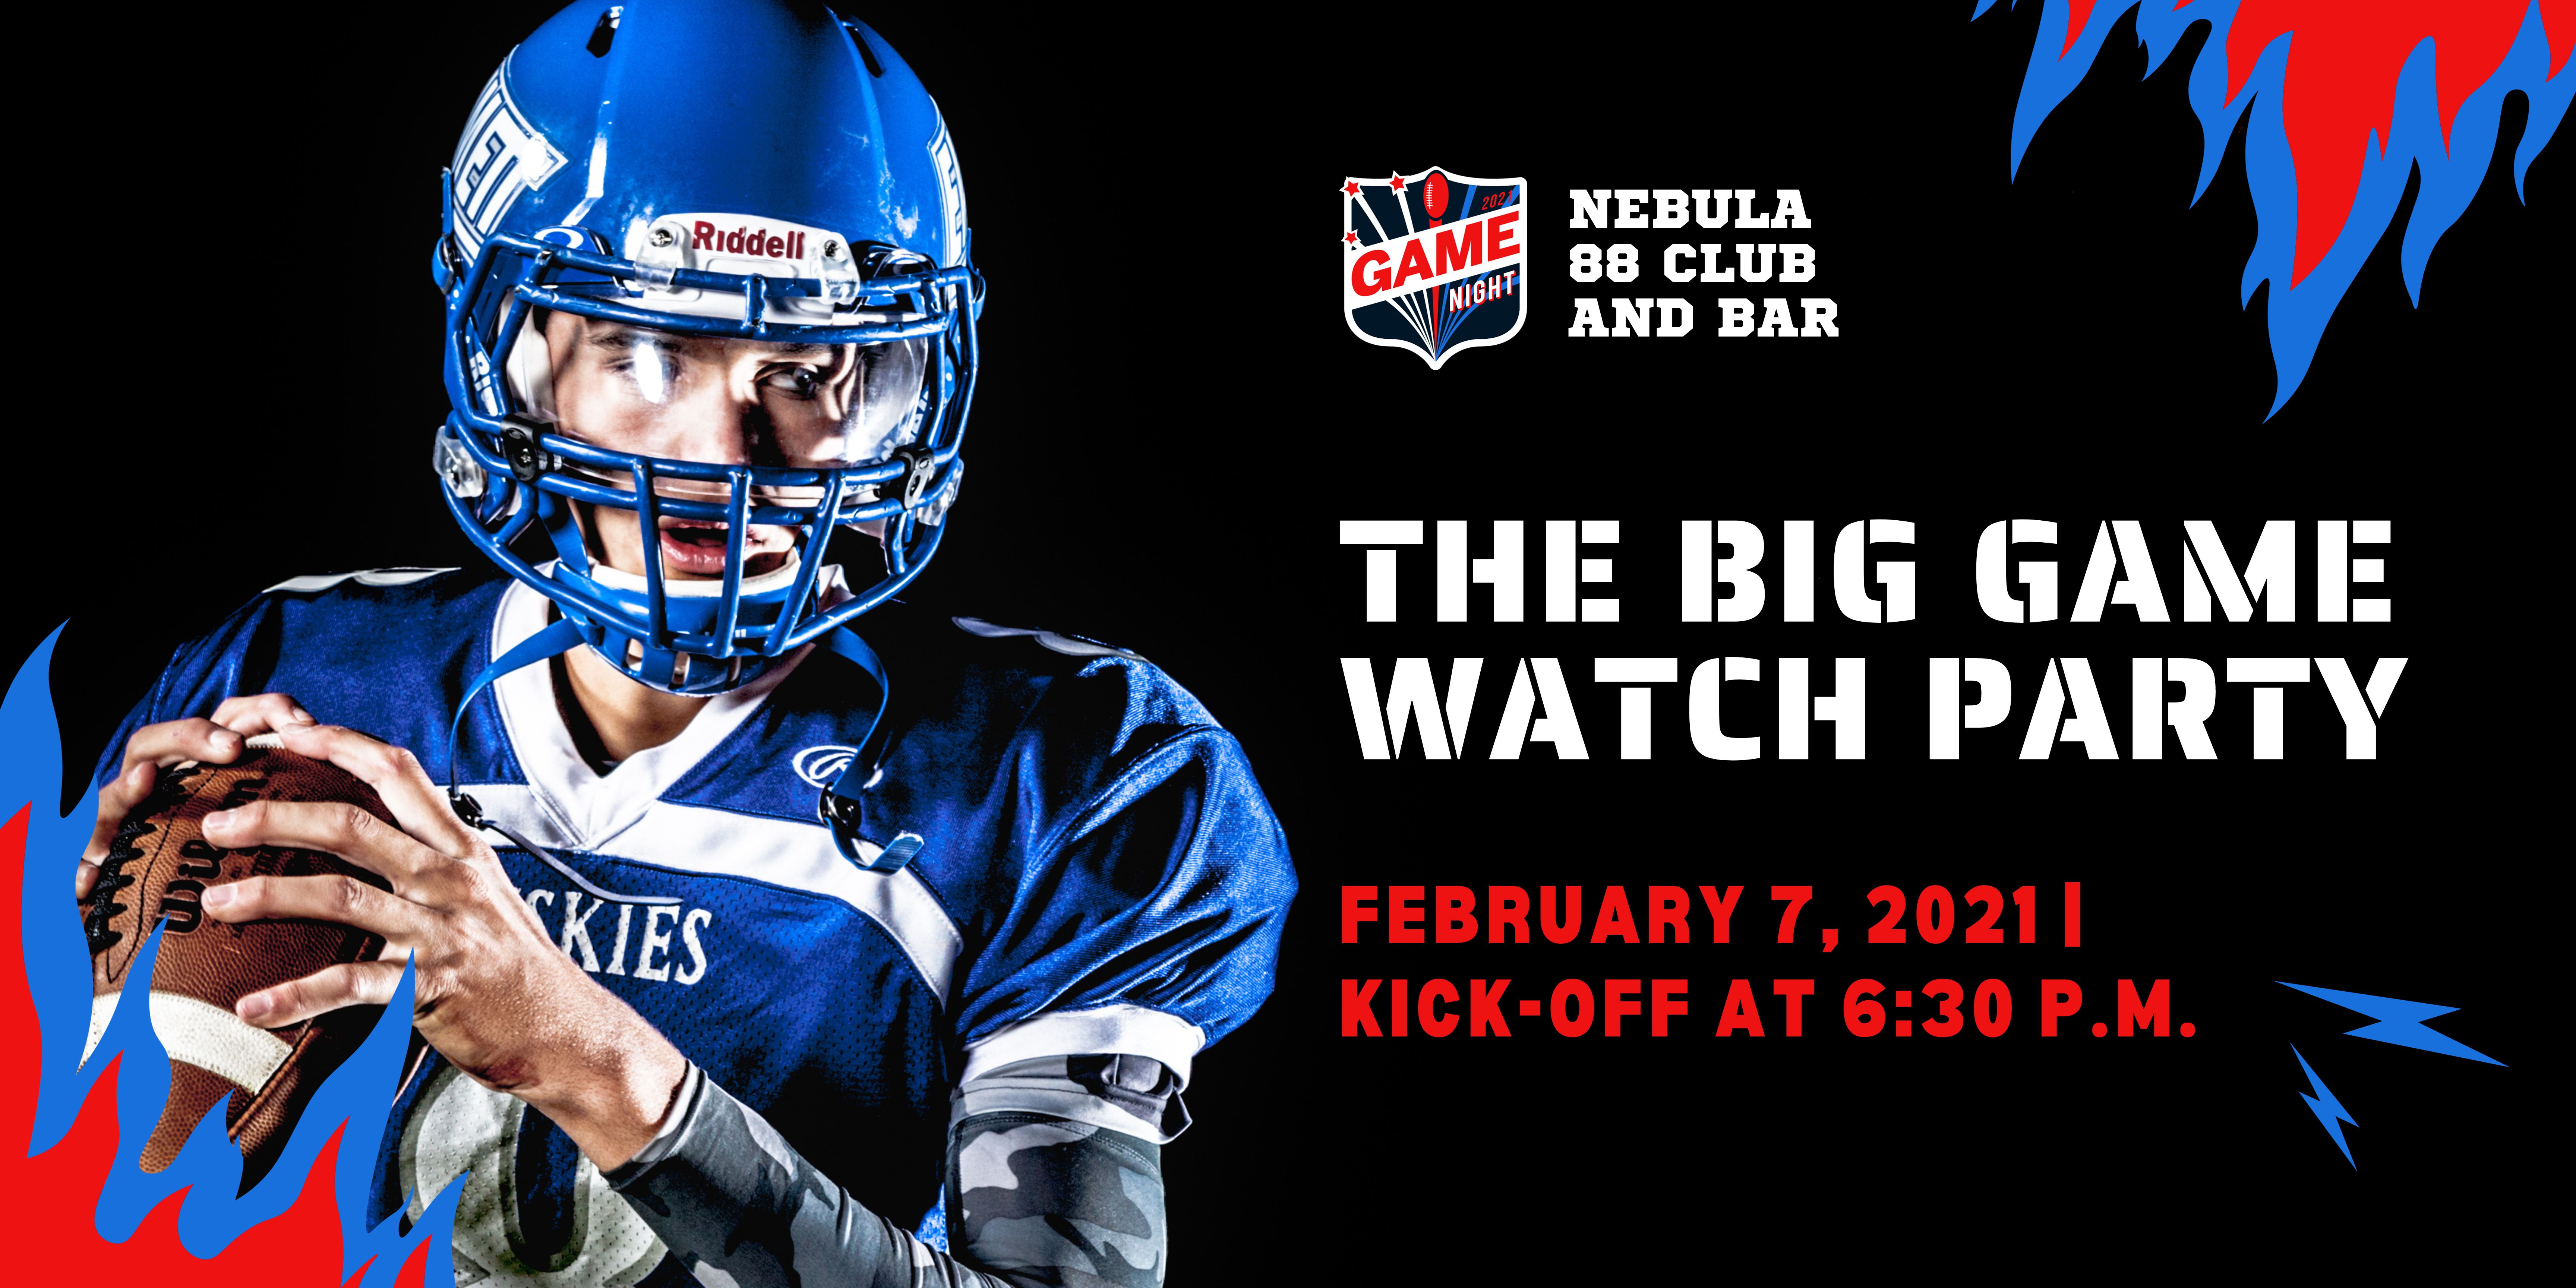 Riddell
2021
GAME
NIGHT
NEBULA
88 CLUB
AND BAR
THE BIG GAME
WATCH PARTY
FEBRUARY 7, 2021 |
KICK-OFF AT 6:30 P.M.